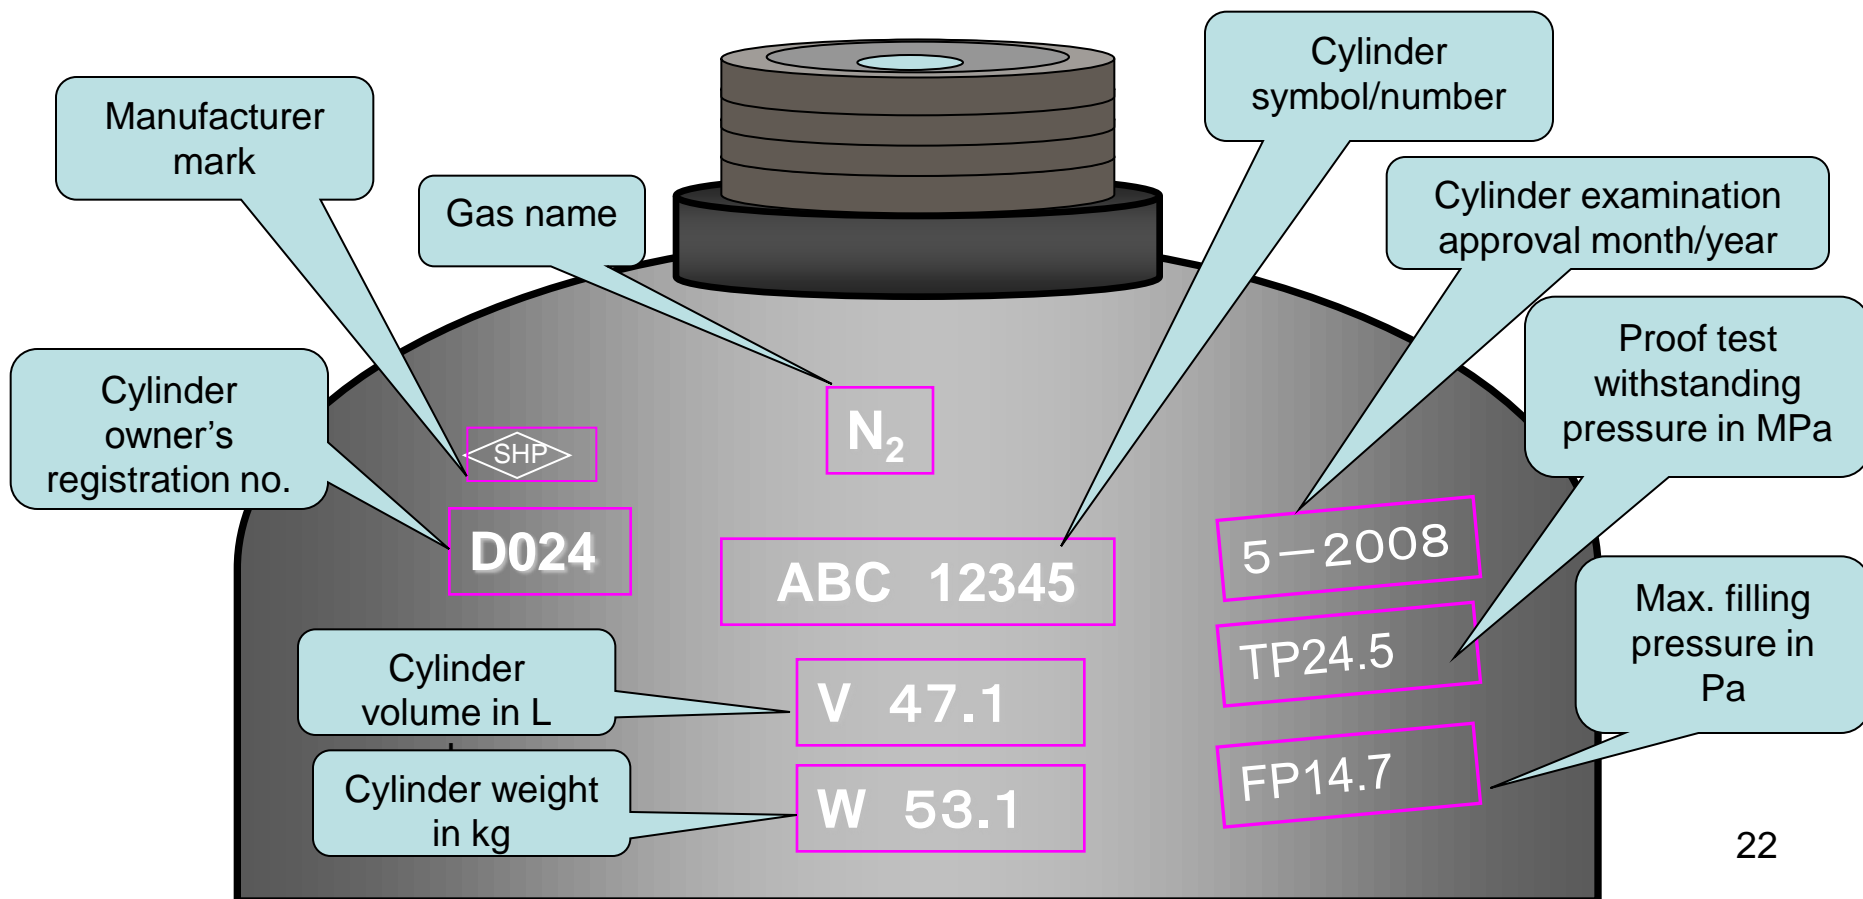 Cylinder
symbol/number
Manufacturer
mark
Gas name
Cylinder examination
approval month/year
Proof test
withstanding
pressure in MPa
Cylinder
owner’s
registration no.
N₂
SHP
D024
ABC 12345
5－2008
TP24.5
Max. filling
pressure in
Pa
Cylinder
volume in L
V 47.1
FP14.7
Cylinder weight
in kg
W 53.1
22